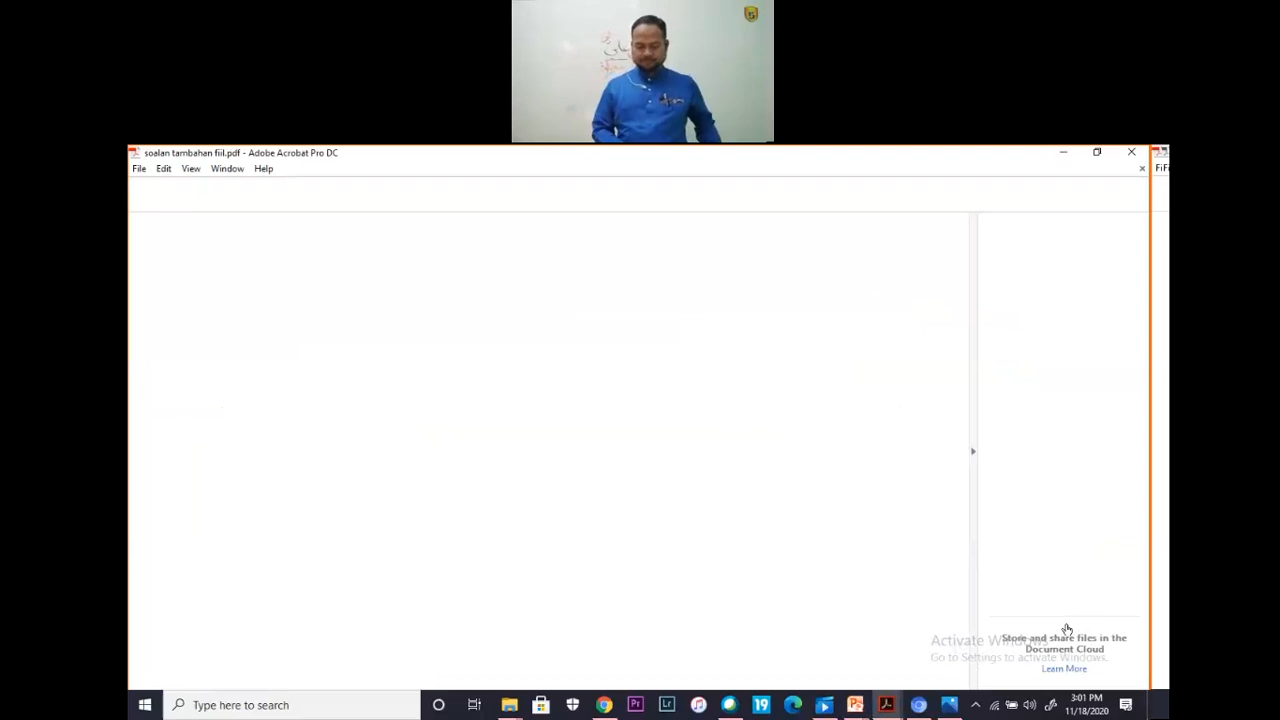 soalan tambahan fiil.pdf - Adobe Acrobat Pro DC
File Edit View Window Help
Activate Windows
Go to Settings to activate Windows.
Store and share files in the
Document Cloud
Learn More
Type here to search
Pr
19
3:01 PM
11/18/2020